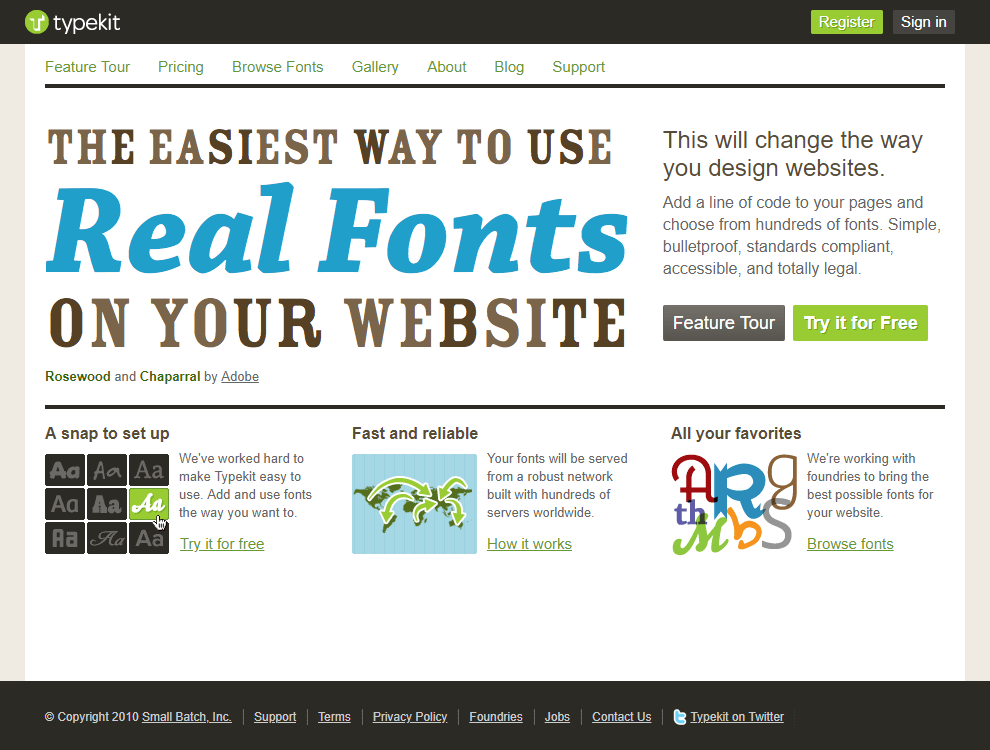 typekit
Register
Sign in
Feature Tour
Pricing
Browse Fonts
Gallery
About
Blog
Support
THE EASIEST WAY TO USE
Real Fonts
ON YOUR WEBSITE
Rosewood and Chaparral by Adobe
This will change the way
you design websites.
Add a line of code to your pages and
choose from hundreds of fonts. Simple,
bulletproof, standards compliant,
accessible, and totally legal.
Feature Tour
Try it for Free
A snap to set up
Aa Aa Aa
Aa Aa Aa
Aa Aa Aa
We've worked hard to
make Typekit easy to
use. Add and use fonts
the way you want to.
Try it for free
Fast and reliable
Your fonts will be served
from a robust network
built with hundreds of
servers worldwide.
How it works
All your favorites
A R g
th M b S
We're working with
foundries to bring the
best possible fonts for
your website.
Browse fonts
© Copyright 2010 Small Batch, Inc.
Support
Terms
Privacy Policy
Foundries
Jobs
Contact Us
Typekit on Twitter